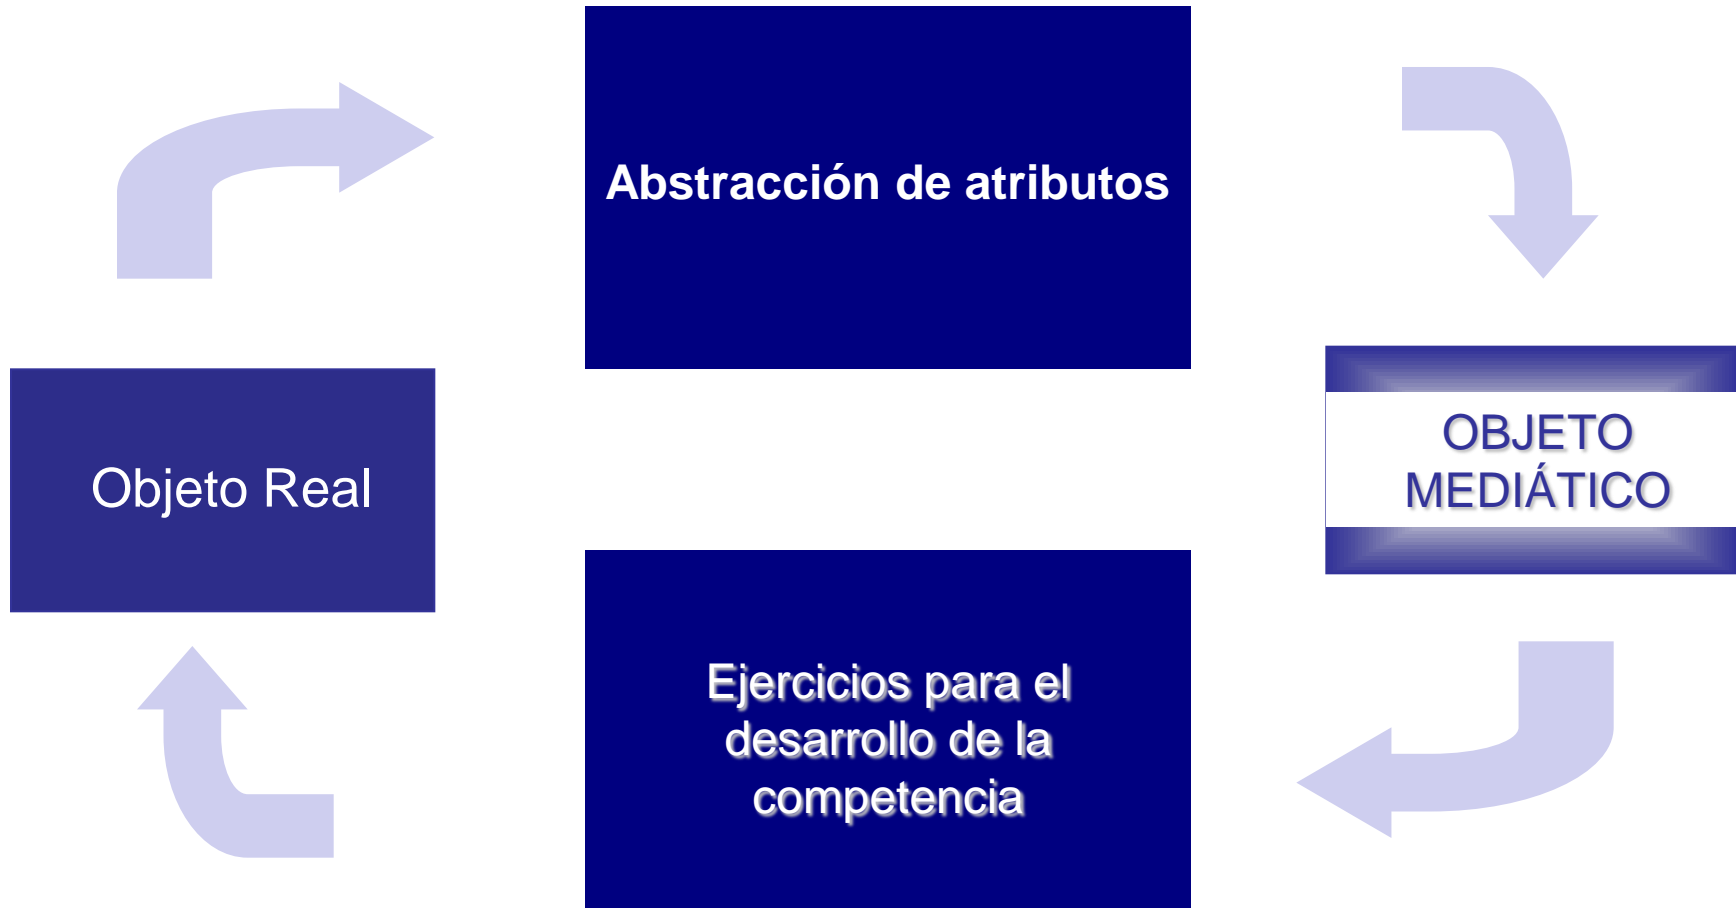 Abstracción de atributos
Objeto Real
OBJETO
MEDIÁTICO
Ejercicios para el
desarrollo de la
competencia